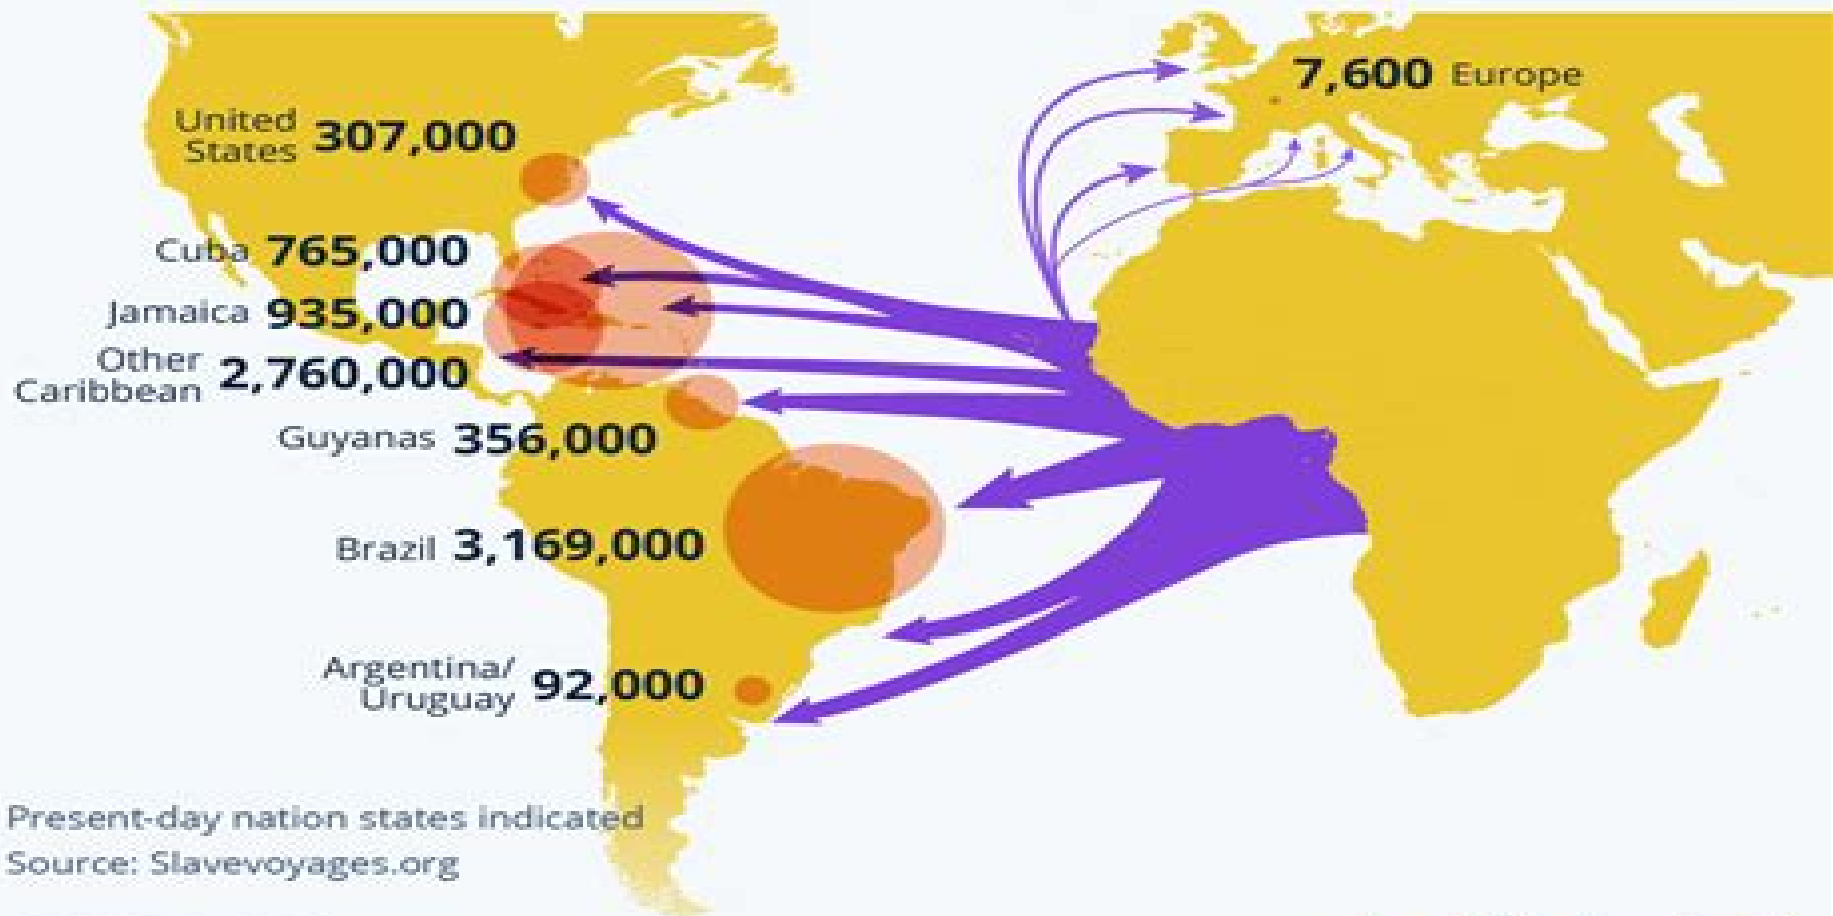 7,600 Europe
United
States 307,000
Cuba 765,000
Jamaica 935,000
Other
Caribbean 2,760,000
Guyanas 356,000
Brazil 3,169,000
Argentina/
Uruguay 92,000
Present-day nation states indicated
Source: Slavevoyages.org